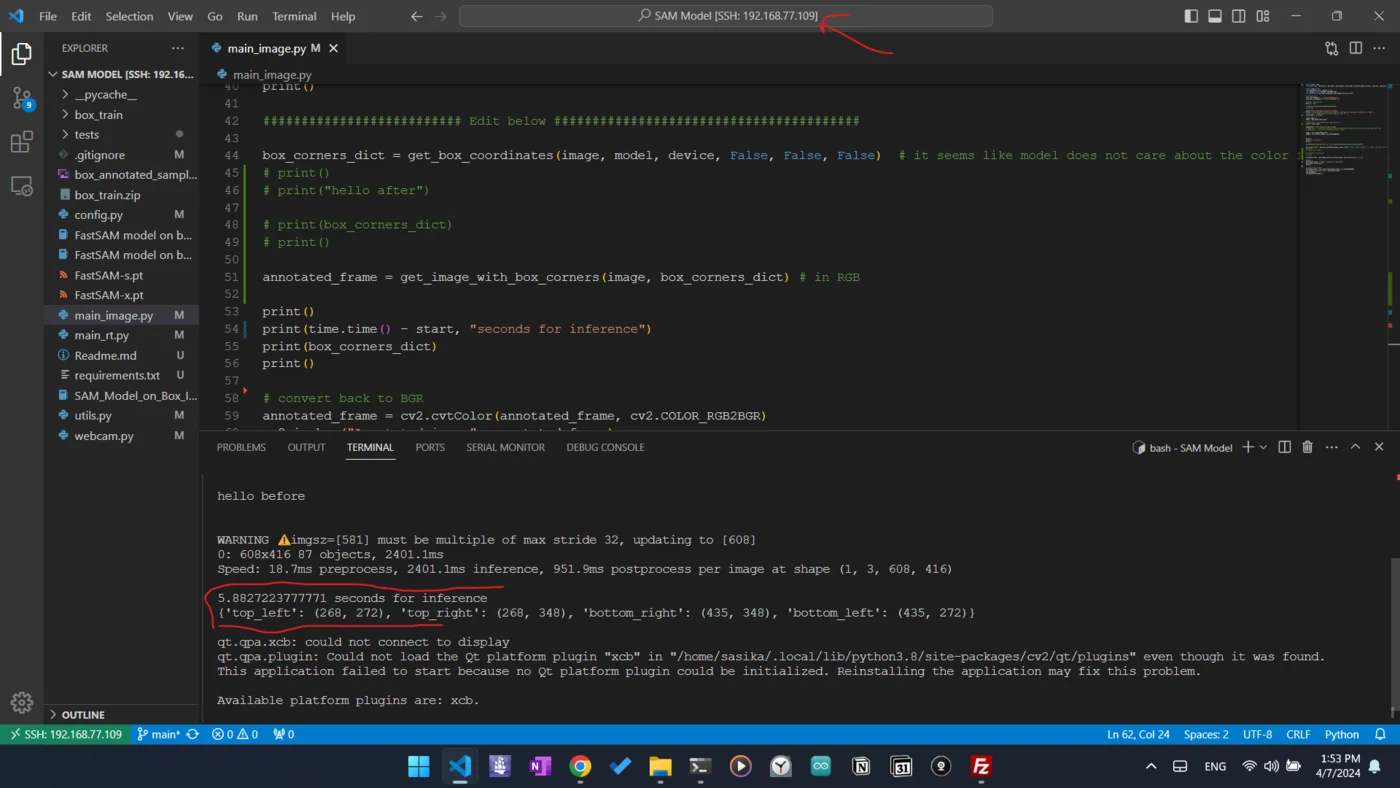 File Edit Selection View Go Run Terminal Help
SAM Model [SSH: 192.168.77.109]
EXPLORER
SAM MODEL [SSH: 192.16...
__pycache__
box_train
tests
.gitignore M
box_annotated_sampl...
box_train.zip
config.py M
FastSAM model on b...
FastSAM model on b...
FastSAM-s.pt
FastSAM-x.pt
main_image.py M
main_rt.py M
Readme.md U
requirements.txt U
SAM_Model_on_Box_I...
utils.py M
webcam.py M
OUTLINE
9
main_image.py M
main_image.py
40 print()
41
42 ########################## Edit below ########################################
43
44 box_corners_dict = get_box_coordinates(image, model, device, False, False, False) # it seems like model does not care about the color
45 # print()
46 # print("hello after")
47
48 # print(box_corners_dict)
49 # print()
50
51 annotated_frame = get_image_with_box_corners(image, box_corners_dict) # in RGB
52
53 print()
54 print(time.time() - start, "seconds for inference")
55 print(box_corners_dict)
56 print()
57
58 # convert back to BGR
59 annotated_frame = cv2.cvtColor(annotated_frame, cv2.COLOR_RGB2BGR)
PROBLEMS OUTPUT TERMINAL PORTS SERIAL MONITOR DEBUG CONSOLE
bash - SAM Model
hello before
WARNING ⚠️imgsz=[581] must be multiple of max stride 32, updating to [608]
0: 608x416 87 objects, 2401.1ms
Speed: 18.7ms preprocess, 2401.1ms inference, 951.9ms postprocess per image at shape (1, 3, 608, 416)
5.8827223777771 seconds for inference
{'top_left': (268, 272), 'top_right': (268, 348), 'bottom_right': (435, 348), 'bottom_left': (435, 272)}
qt.qpa.xcb: could not connect to display
qt.qpa.plugin: Could not load the Qt platform plugin "xcb" in "/home/sasika/.local/lib/python3.8/site-packages/cv2/qt/plugins" even though it was found.
This application failed to start because no Qt platform plugin could be initialized. Reinstalling the application may fix this problem.
Available platform plugins are: xcb.
SSH: 192.168.77.109 main* 0 0 0
Ln 62, Col 24 Spaces: 2 UTF-8 CRLF Python
31
ENG
1:53 PM
4/7/2024